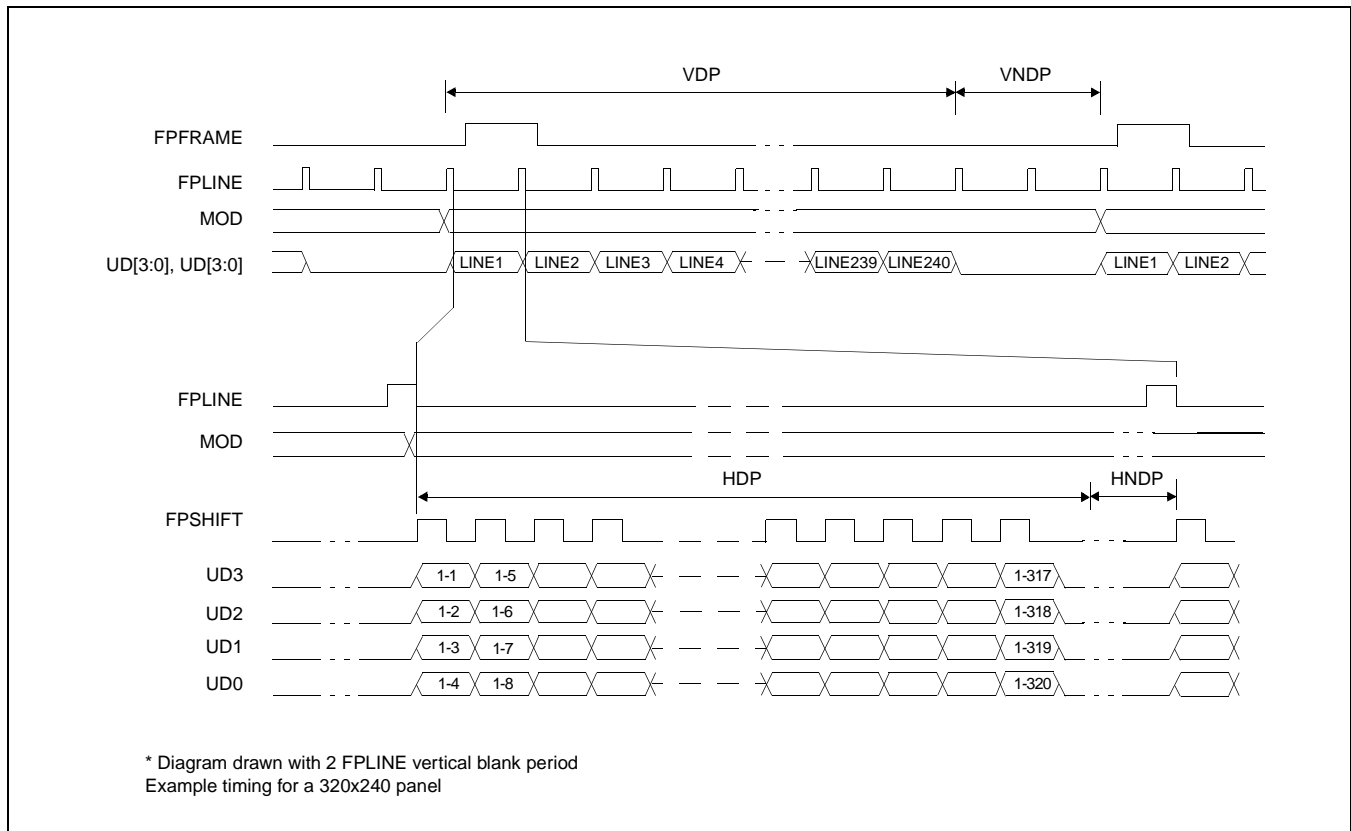 VDP VNDP
FPFRAME
FPLINE
MOD
UD[3:0], UD[3:0] LINE1 LINE2 LINE3 LINE4 LINE239 LINE240 LINE1 LINE2
FPLINE
MOD
HDP HNDP
FPSHIFT
UD3 1-1 1-5 1-317
UD2 1-2 1-6 1-318
UD1 1-3 1-7 1-319
UD0 1-4 1-8 1-320
* Diagram drawn with 2 FPLINE vertical blank period
Example timing for a 320x240 panel